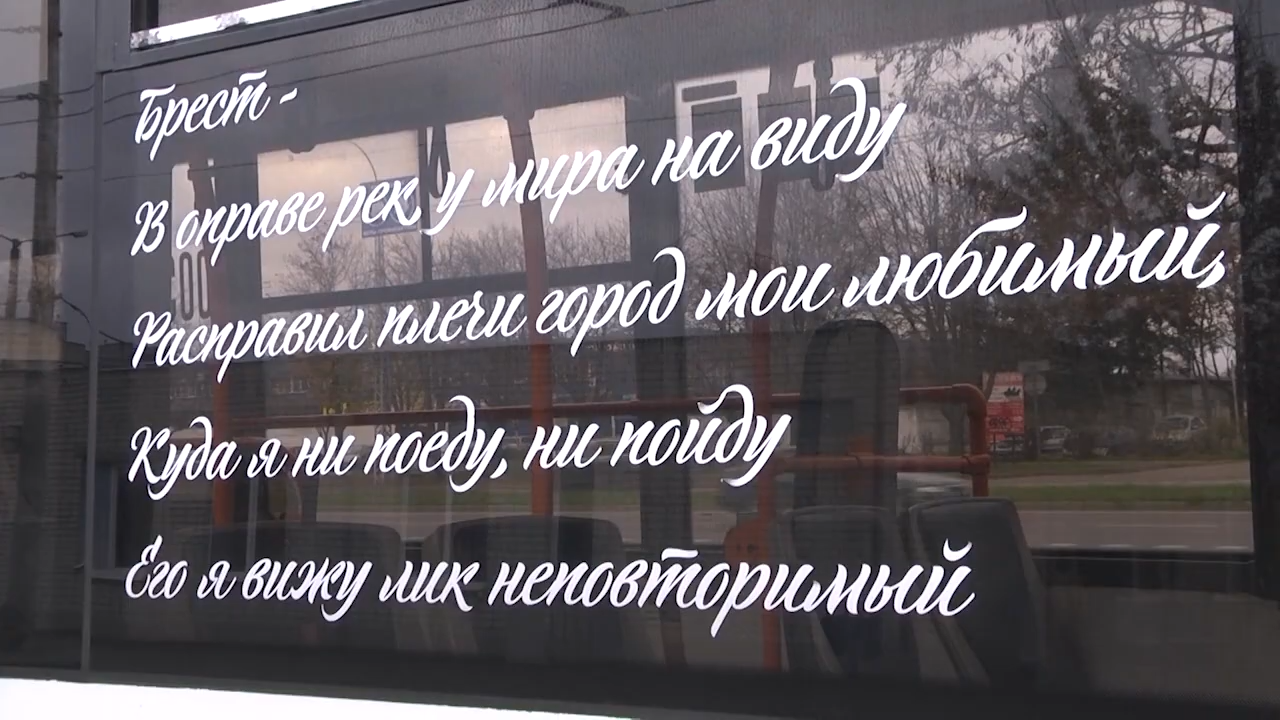 Брест -
В оправе рек у мира на виду
Расправил плечи город мои любимый,
Куда я ни поеду, ни пойду
Его я вижу лик неповторимый